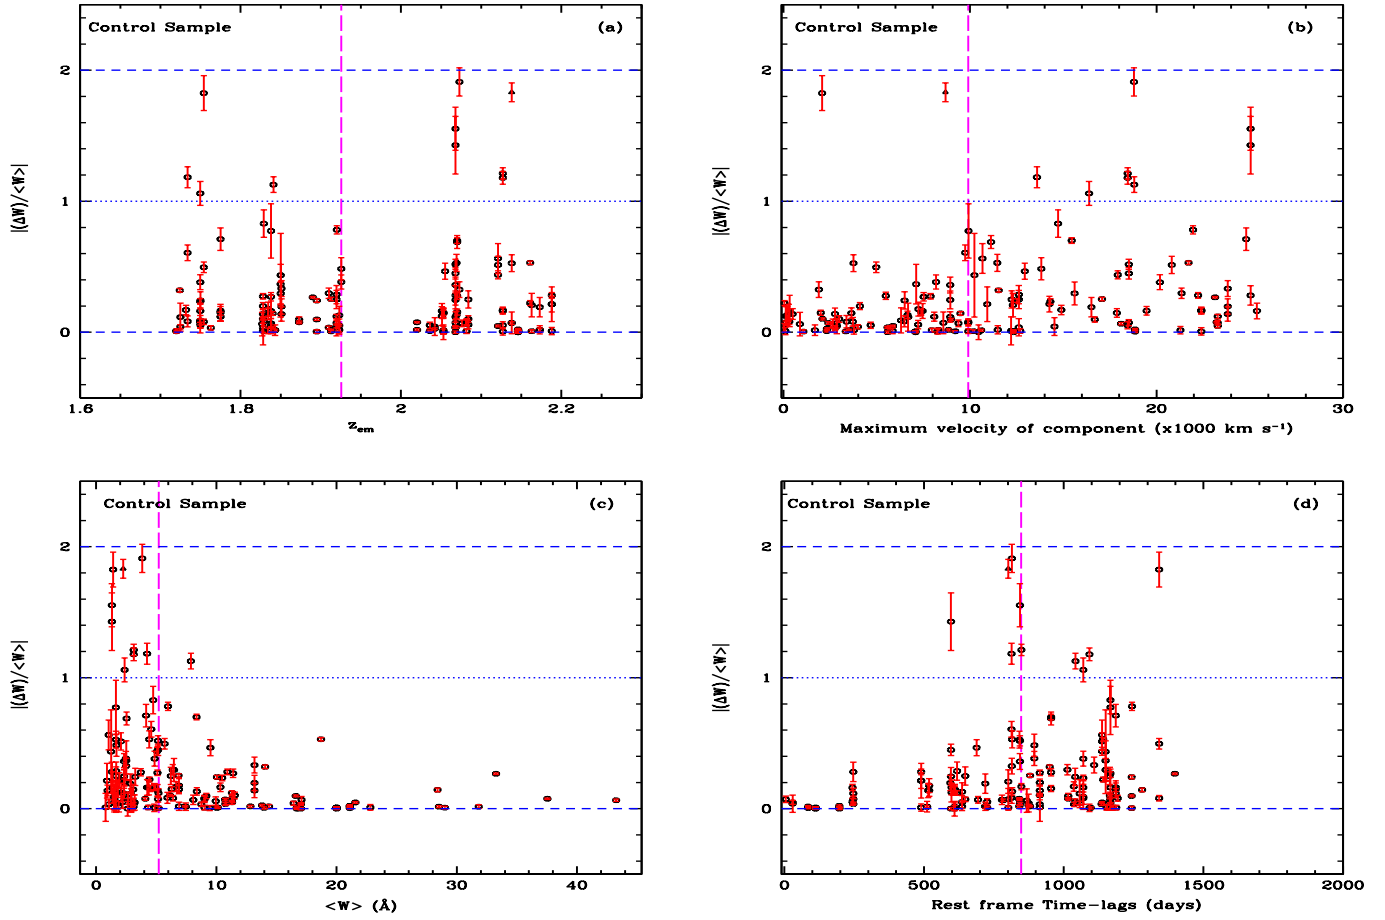 Control Sample (a)
2
1
0
|(ΔW)/<W>|
1.6 1.8 2 2.2
z_em
Control Sample (b)
2
1
0
|(ΔW)/<W>|
0 10 20 30
Maximum velocity of component (x1000 km s⁻¹)
Control Sample (c)
2
1
0
|(ΔW)/<W>|
0 10 20 30 40
<W> (Å)
Control Sample (d)
2
1
0
|(ΔW)/<W>|
0 500 1000 1500 2000
Rest frame Time-lags (days)